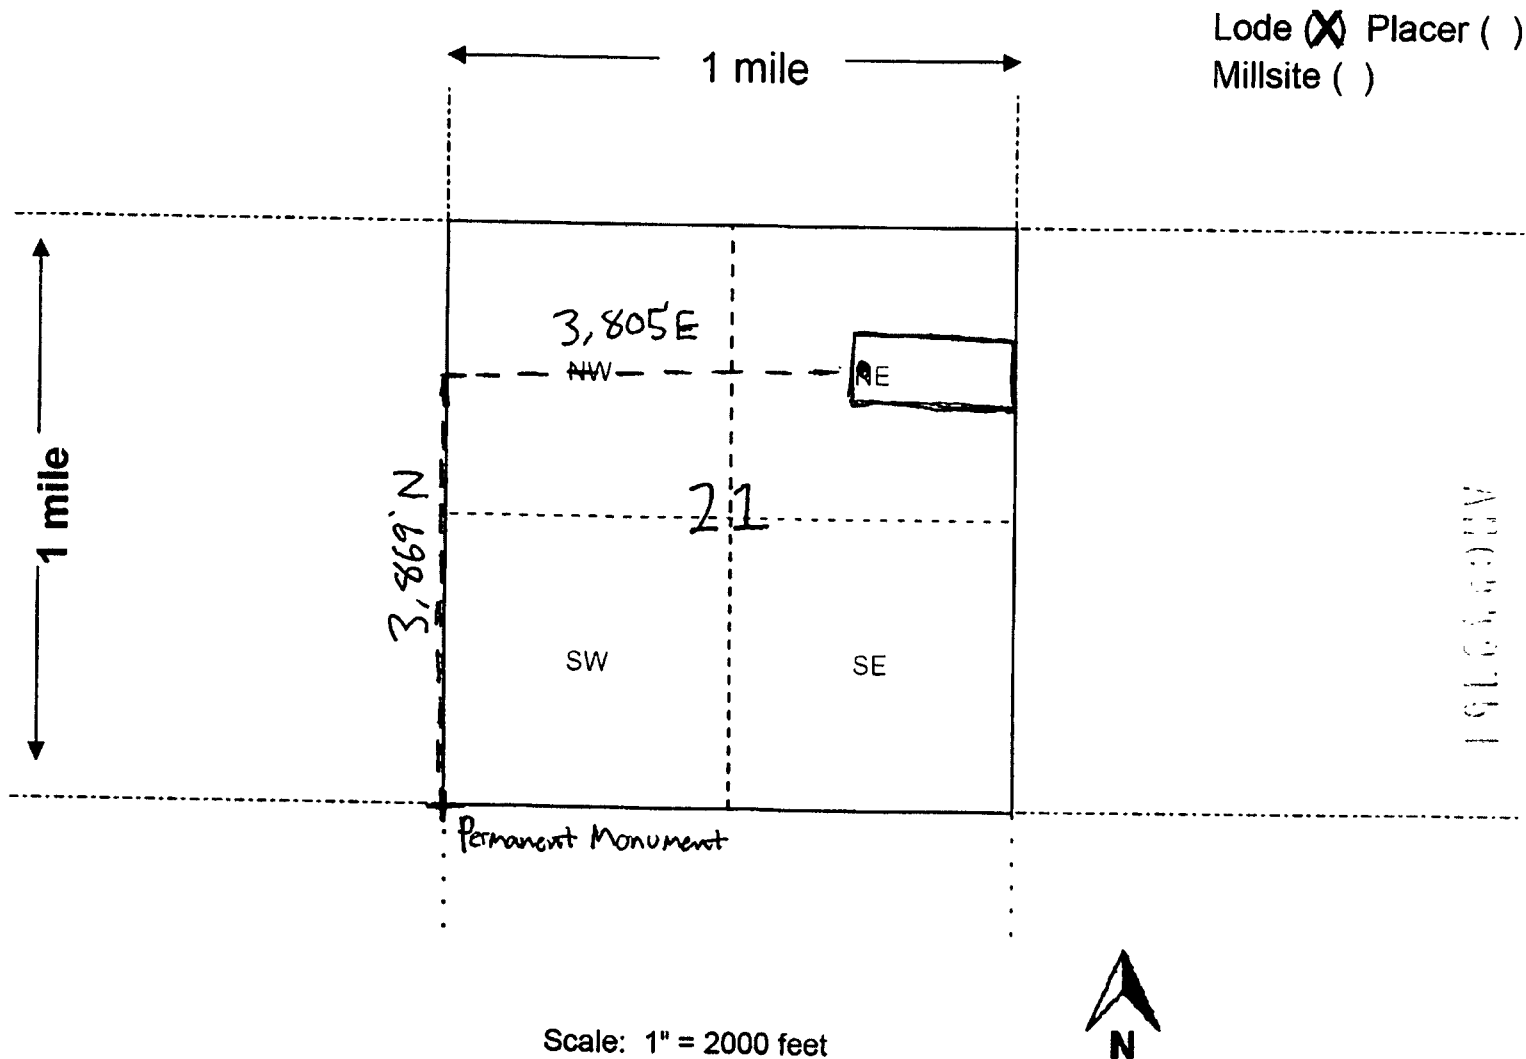 Lode (X) Placer ( )
Millsite ( )
1 mile
3,805'E
NW
NE
1 mile
3,869' N
21
SW
SE
Permanent Monument
Scale: 1" = 2000 feet
N